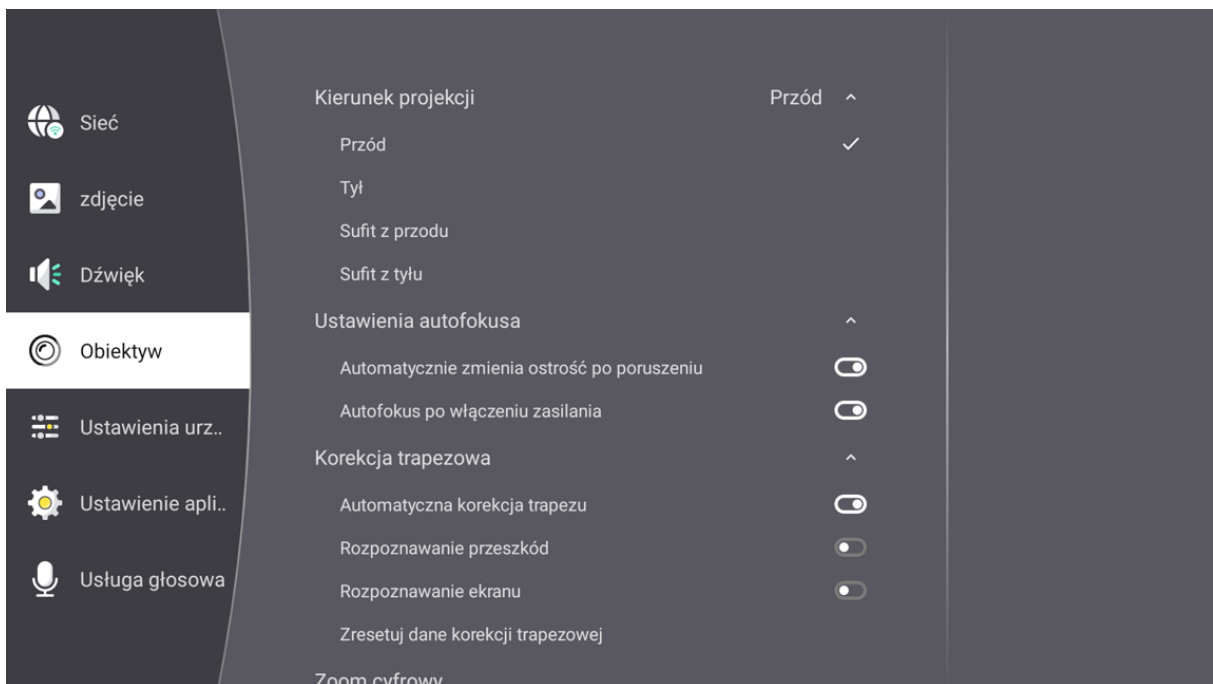 Sieć
zdjęcie
Dźwięk
Obiektyw
Ustawienia urz..
Ustawienie apli..
Usługa głosowa
Kierunek projekcji Przód
Przód
Tył
Sufit z przodu
Sufit z tyłu
Ustawienia autofokusa
Automatycznie zmienia ostrość po poruszeniu
Autofokus po włączeniu zasilania
Korekcja trapezowa
Automatyczna korekcja trapezu
Rozpoznawanie przeszkód
Rozpoznawanie ekranu
Zresetuj dane korekcji trapezowej
Zoom cyfrowy